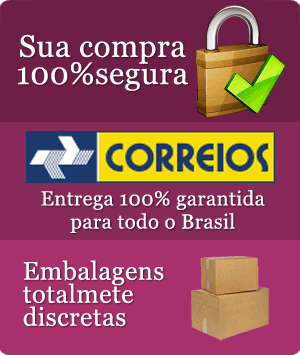 Sua compra
100%segura
CORREIOS
Entrega 100% garantida
para todo o Brasil
Embalagens
totalmete
discretas